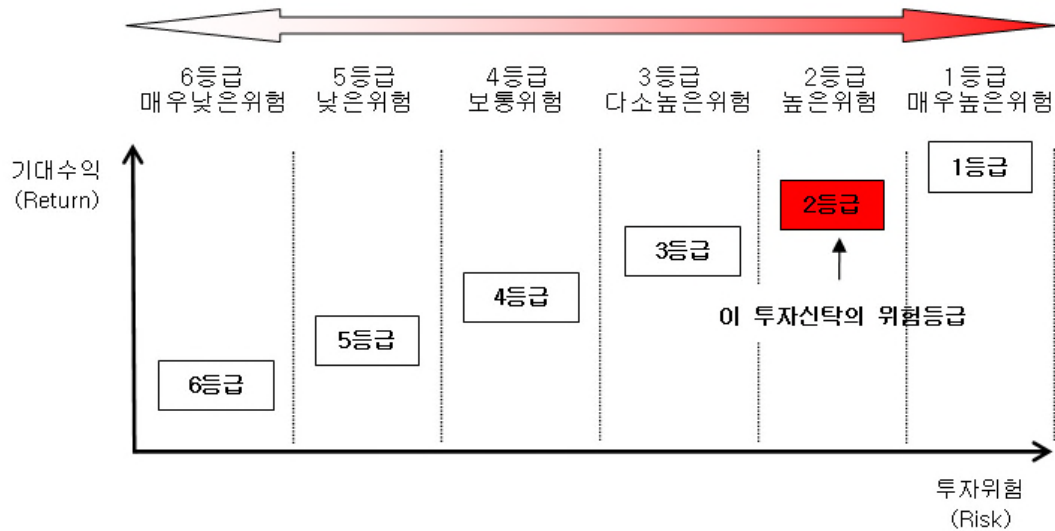 6등급 5등급 4등급 3등급 2등급 1등급
매우낮은위험 낮은위험 보통위험 다소높은위험 높은위험 매우높은위험
기대수익
(Return)
1등급
2등급
3등급
4등급
이 투자신탁의 위험등급
5등급
6등급
투자위험
(Risk)